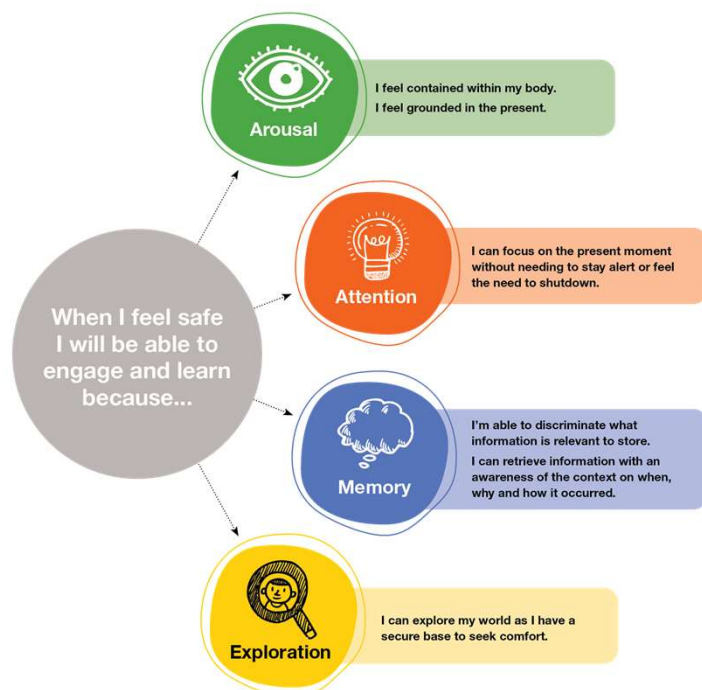 Arousal
I feel contained within my body.
I feel grounded in the present.
When I feel safe
I will be able to
engage and learn
because...
Attention
I can focus on the present moment
without needing to stay alert or feel
the need to shutdown.
Memory
I'm able to discriminate what
information is relevant to store.
I can retrieve information with an
awareness of the context on when,
why and how it occurred.
Exploration
I can explore my world as I have a
secure base to seek comfort.